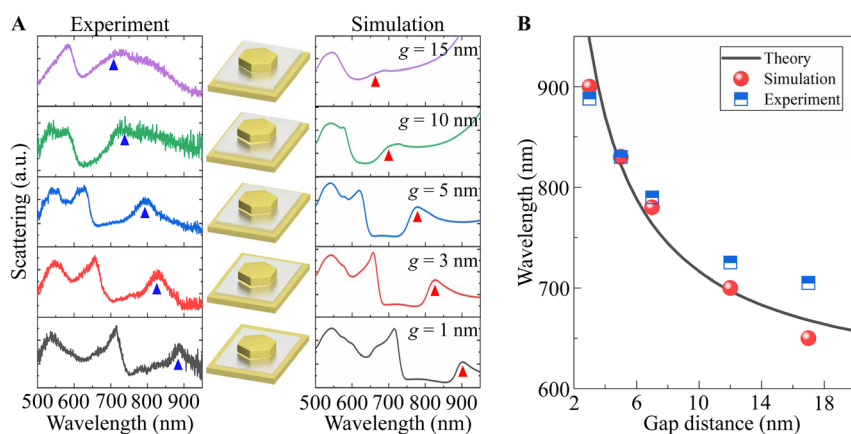 A
Experiment
Simulation
B
g = 15 nm
g = 10 nm
g = 5 nm
g = 3 nm
g = 1 nm
Scattering (a.u.)
500 600 700 800 900
Wavelength (nm)
500 600 700 800 900
Wavelength (nm)
Theory
Simulation
Experiment
Wavelength (nm)
900
800
700
600
2 6 10 14 18
Gap distance (nm)